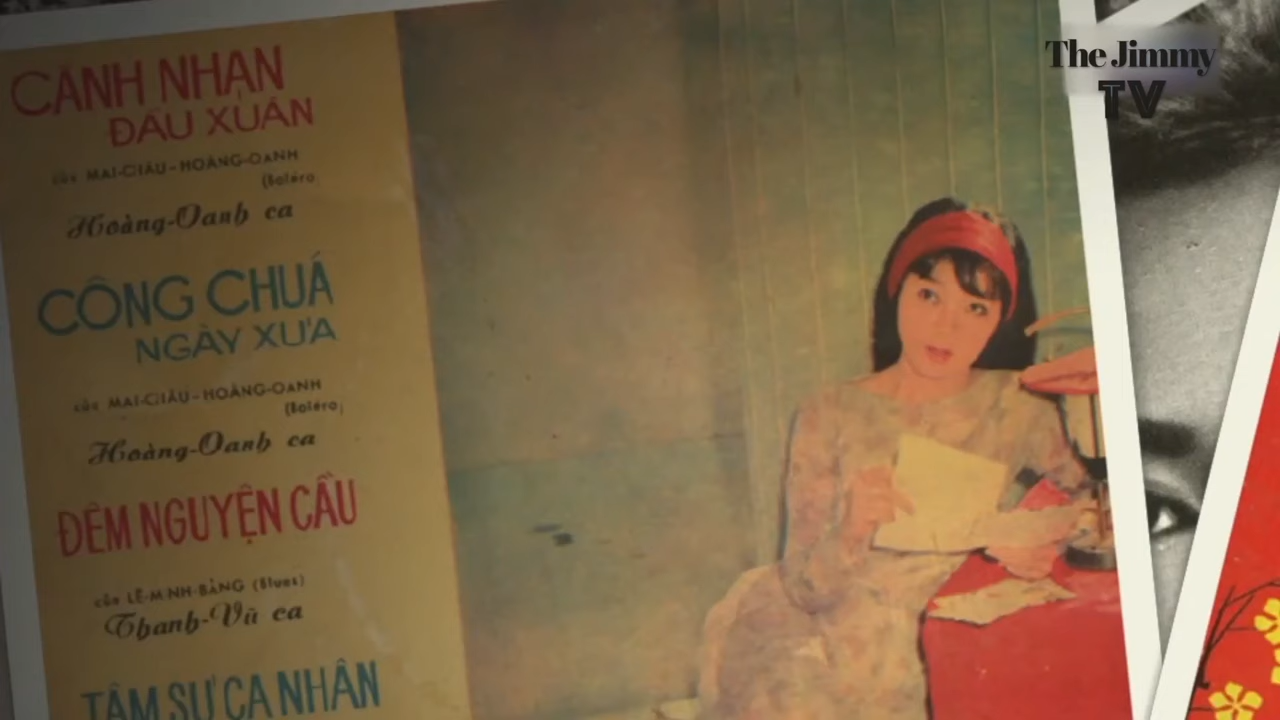 CÁNH NHẠN
ĐẦU XUÂN
của MAI-CHÂU-HOÀNG-OANH
(Boléro)
Hoàng-Oanh ca
CÔNG CHUÁ
NGÀY XƯA
của MAI-CHÂU-HOÀNG-OANH
(Boléro)
Hoàng-Oanh ca
ĐÊM NGUYỆN CẦU
của LÊ-MINH-BẰNG (Blues)
Thanh-Vũ ca
TÂM SỰ CA NHÂN
The Jimmy
TV